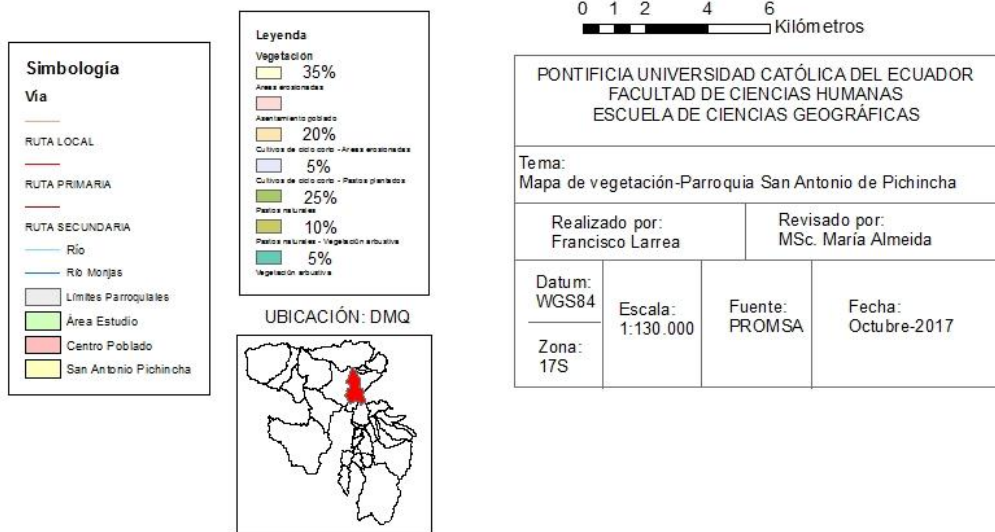 Simbología
Vía
RUTA LOCAL
RUTA PRIMARIA
RUTA SECUNDARIA
Río
Río Monjas
Límites Parroquiales
Área Estudio
Centro Poblado
San Antonio Pichincha
Leyenda
Vegetación
35%
Areas erosionadas
Asentamiento poblado
20%
Cultivos de ciclo corto - Areas erosionadas
5%
Cultivos de ciclo corto - Pastos plantados
25%
Pastos naturales
10%
Pastos naturales - Vegetación arbustiva
5%
Vegetación arbustiva
UBICACIÓN: DMQ
0 1 2 4 6
Kilómetros
PONTIFICIA UNIVERSIDAD CATÓLICA DEL ECUADOR
FACULTAD DE CIENCIAS HUMANAS
ESCUELA DE CIENCIAS GEOGRÁFICAS
Tema:
Mapa de vegetación-Parroquia San Antonio de Pichincha
Realizado por:
Francisco Larrea
Revisado por:
MSc. María Almeida
Datum:
WGS84
Zona:
17S
Escala:
1:130.000
Fuente:
PROMSA
Fecha:
Octubre-2017